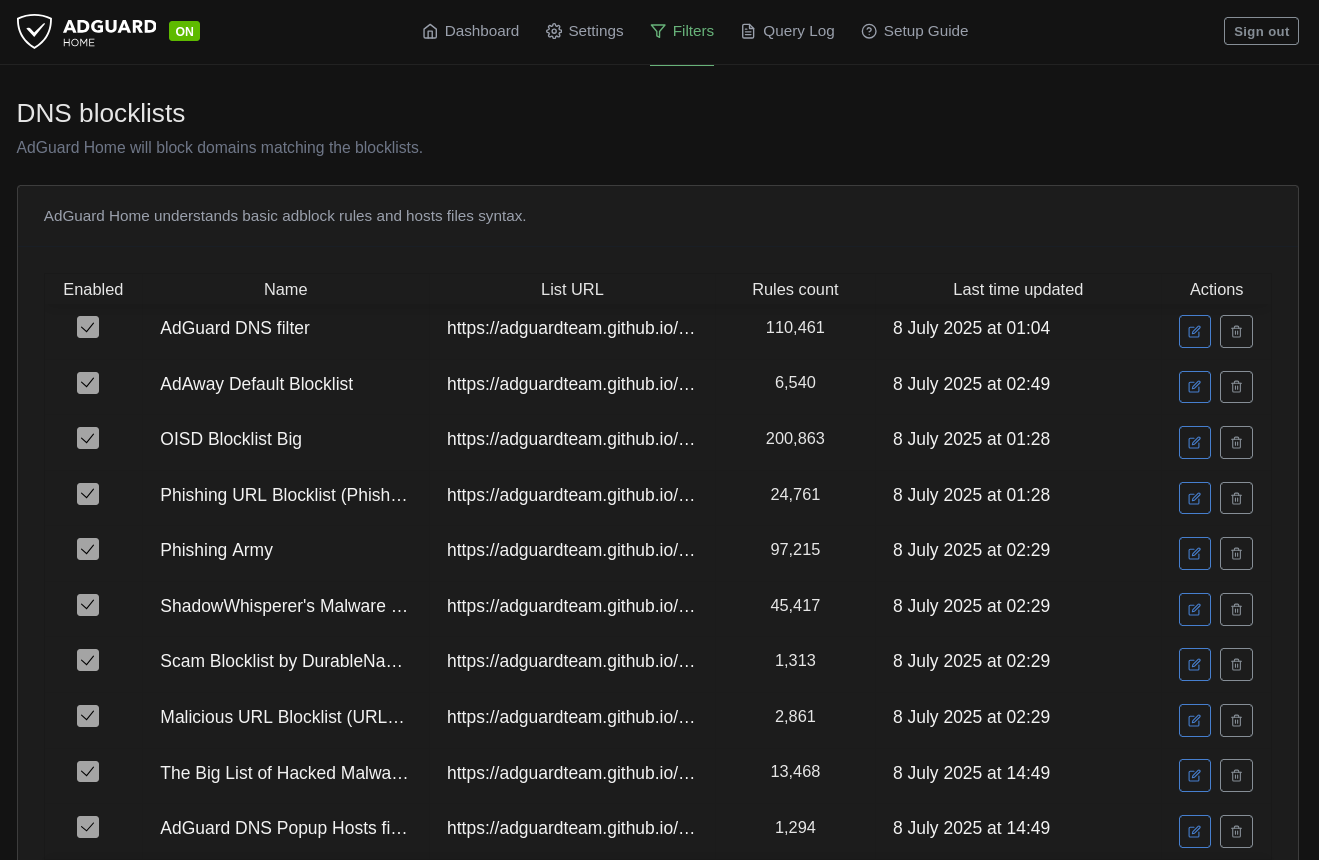 ADGUARD HOME ON Dashboard Settings Filters Query Log Setup Guide Sign out
DNS blocklists
AdGuard Home will block domains matching the blocklists.
AdGuard Home understands basic adblock rules and hosts files syntax.
Enabled Name List URL Rules count Last time updated Actions
AdGuard DNS filter https://adguardteam.github.io/… 110,461 8 July 2025 at 01:04
AdAway Default Blocklist https://adguardteam.github.io/… 6,540 8 July 2025 at 02:49
OISD Blocklist Big https://adguardteam.github.io/… 200,863 8 July 2025 at 01:28
Phishing URL Blocklist (Phish… https://adguardteam.github.io/… 24,761 8 July 2025 at 01:28
Phishing Army https://adguardteam.github.io/… 97,215 8 July 2025 at 02:29
ShadowWhisperer's Malware … https://adguardteam.github.io/… 45,417 8 July 2025 at 02:29
Scam Blocklist by DurableNa… https://adguardteam.github.io/… 1,313 8 July 2025 at 02:29
Malicious URL Blocklist (URL… https://adguardteam.github.io/… 2,861 8 July 2025 at 02:29
The Big List of Hacked Malwa… https://adguardteam.github.io/… 13,468 8 July 2025 at 14:49
AdGuard DNS Popup Hosts fi… https://adguardteam.github.io/… 1,294 8 July 2025 at 14:49